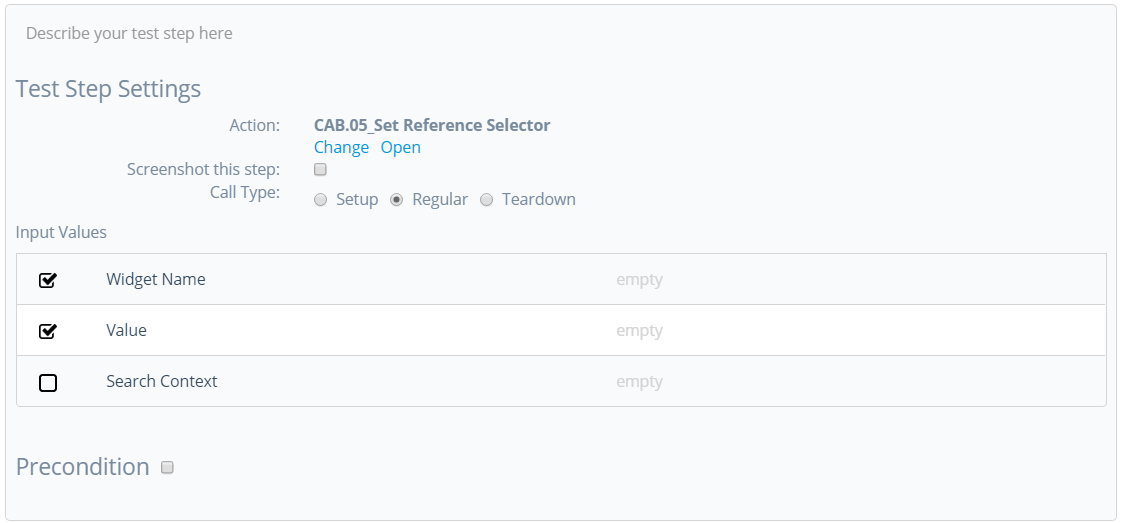 Describe your test step here
Test Step Settings
Action: CAB.05_Set Reference Selector
Change Open
Screenshot this step:
Call Type: Setup Regular Teardown
Input Values
Widget Name empty
Value empty
Search Context empty
Precondition